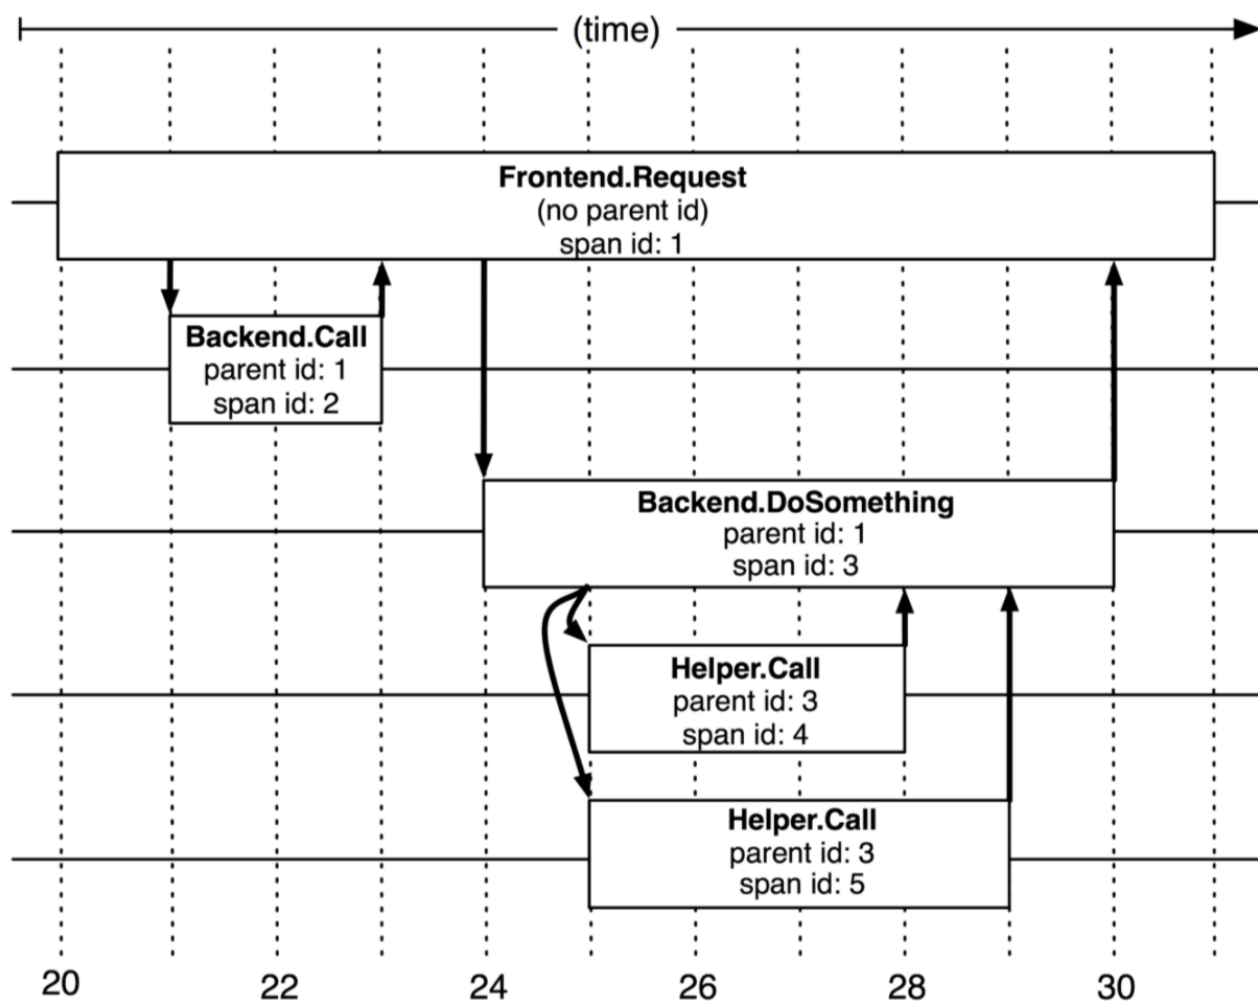 (time)
Frontend.Request
(no parent id)
span id: 1
Backend.Call
parent id: 1
span id: 2
Backend.DoSomething
parent id: 1
span id: 3
Helper.Call
parent id: 3
span id: 4
Helper.Call
parent id: 3
span id: 5
20 22 24 26 28 30